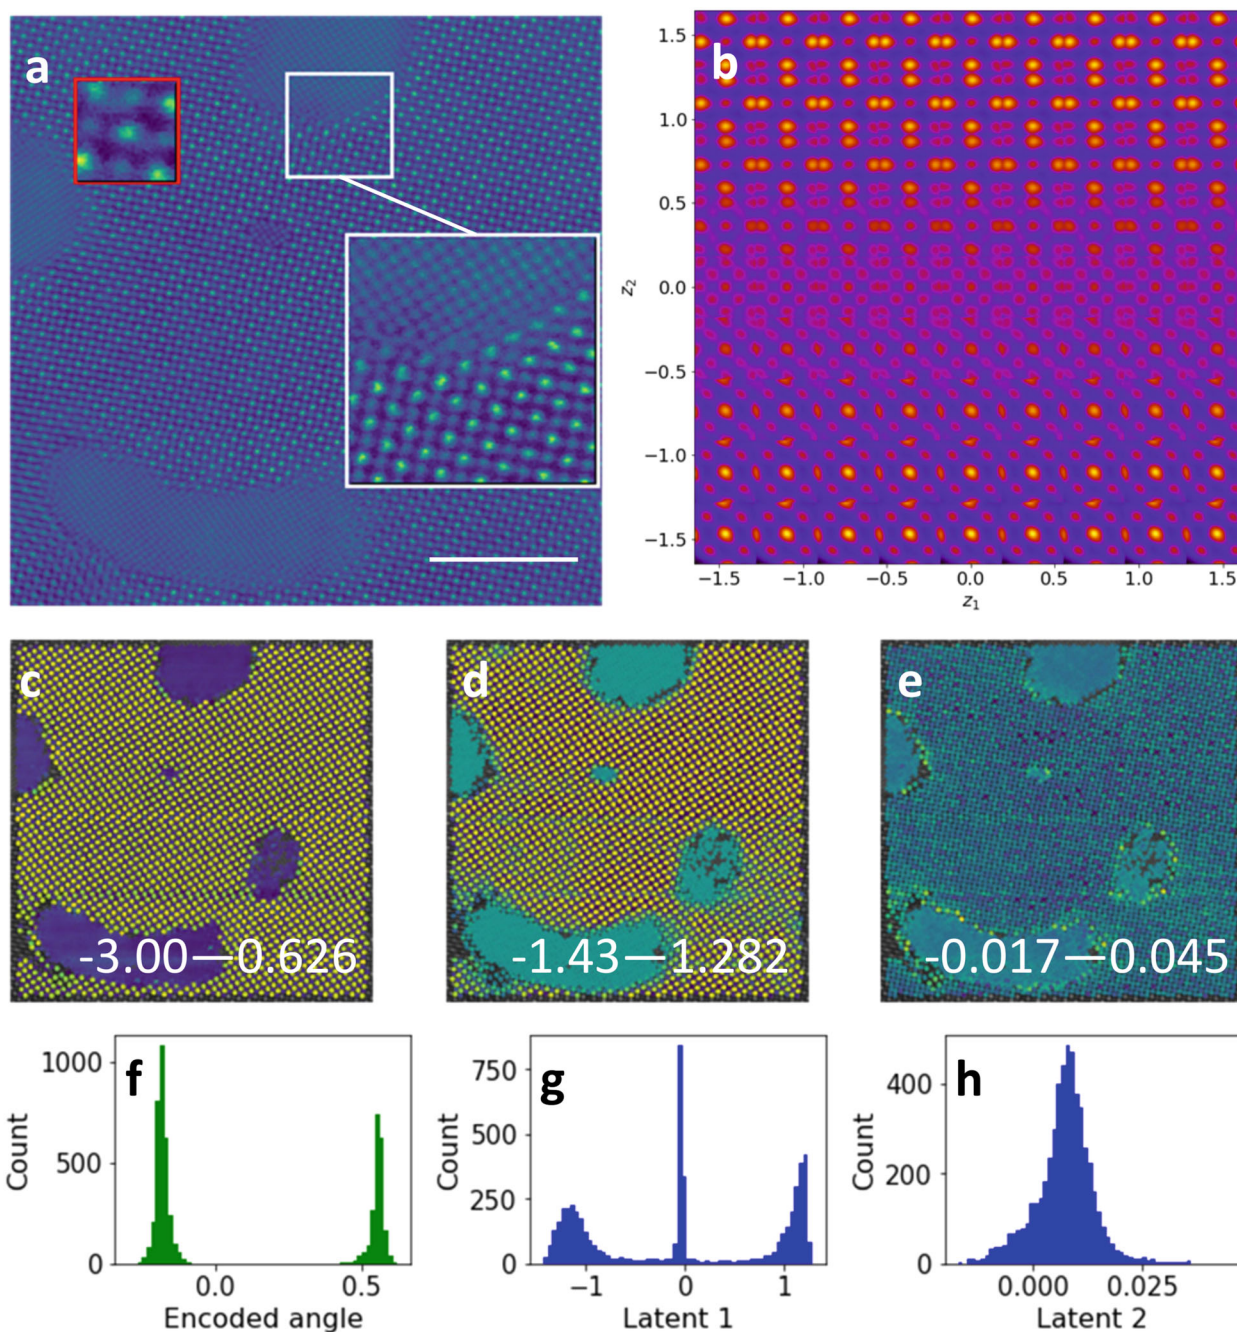 a
b
1.5
1.0
0.5
0.0
−0.5
−1.0
−1.5
z2
−1.5 −1.0 −0.5 0.0 0.5 1.0 1.5
z1
c
d
e
-3.00—0.626
-1.43—1.282
-0.017—0.045
f
1000
500
0
Count
0.0 0.5
Encoded angle
g
750
500
250
0
Count
−1 0 1
Latent 1
h
400
200
0
Count
0.000 0.025
Latent 2